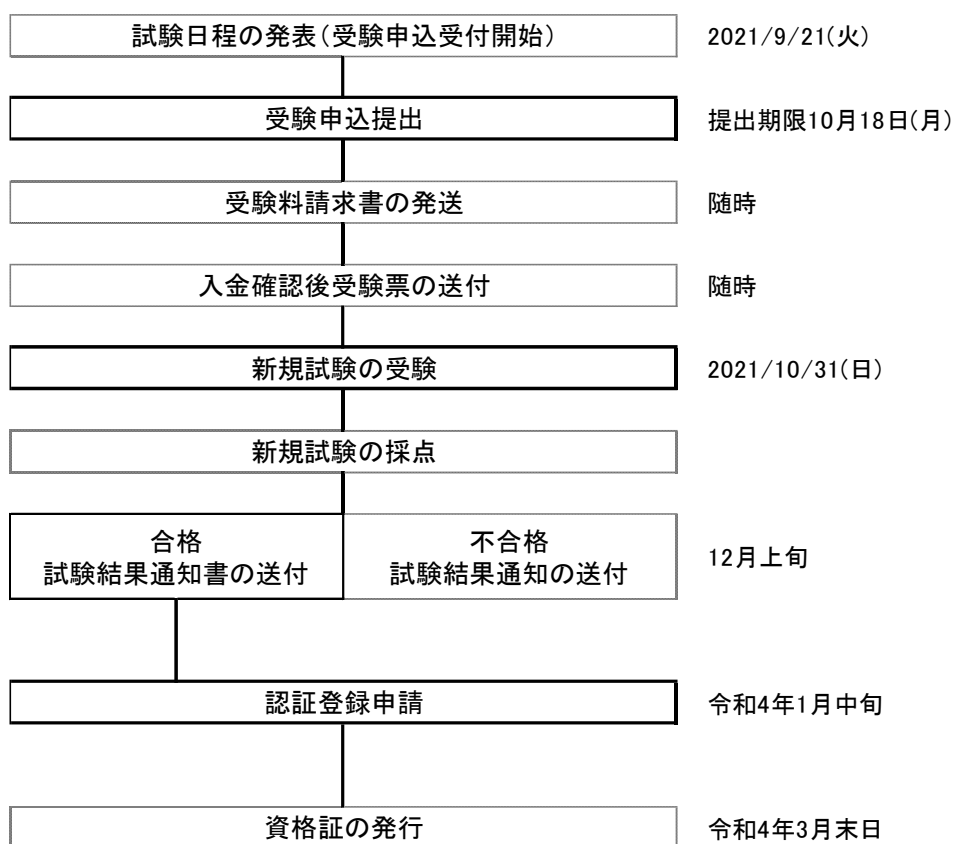 試験日程の発表(受験申込受付開始) 2021/9/21(火)
受験申込提出 提出期限10月18日(月)
受験料請求書の発送 随時
入金確認後受験票の送付 随時
新規試験の受験 2021/10/31(日)
新規試験の採点
合格
試験結果通知書の送付
不合格
試験結果通知の送付
12月上旬
認証登録申請 令和4年1月中旬
資格証の発行 令和4年3月末日